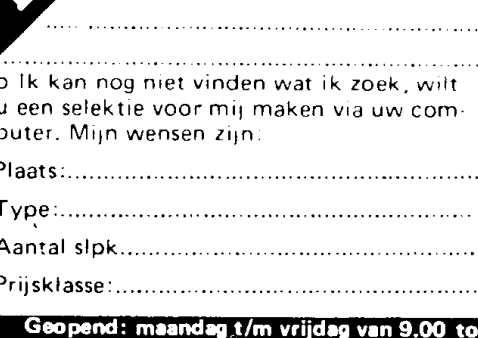 o Ik kan nog niet vinden wat ik zoek, wilt
u een selektie voor mij maken via uw com-
puter. Mijn wensen zijn:
Plaats:
Type:
Aantal slpk
Prijsklasse:
Geopend: maandag t/m vrijdag van 9.00 to